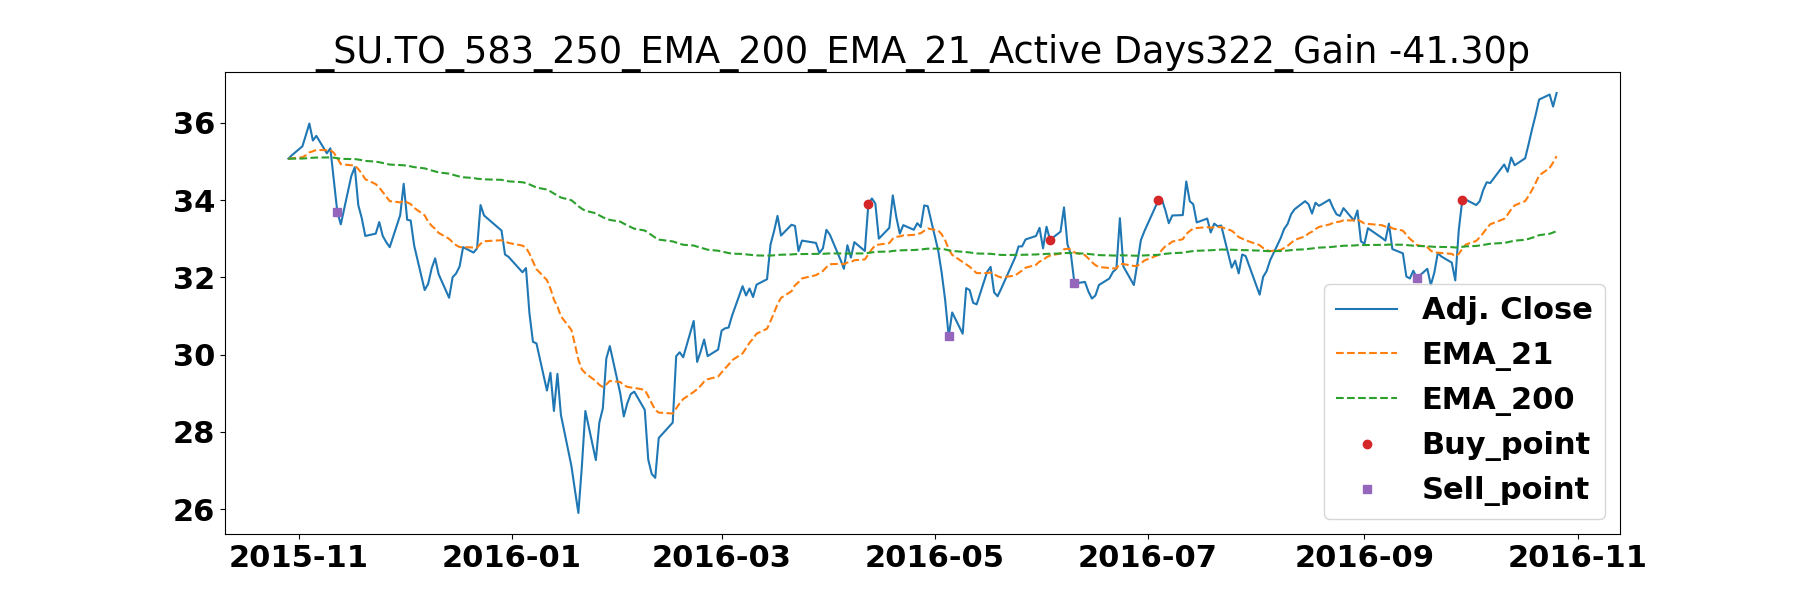 _SU.TO_583_250_EMA_200_EMA_21_Active Days322_Gain -41.30p
36
34
32
30
28
26
Adj. Close
EMA_21
EMA_200
Buy_point
Sell_point
2015-11 2016-01 2016-03 2016-05 2016-07 2016-09 2016-11